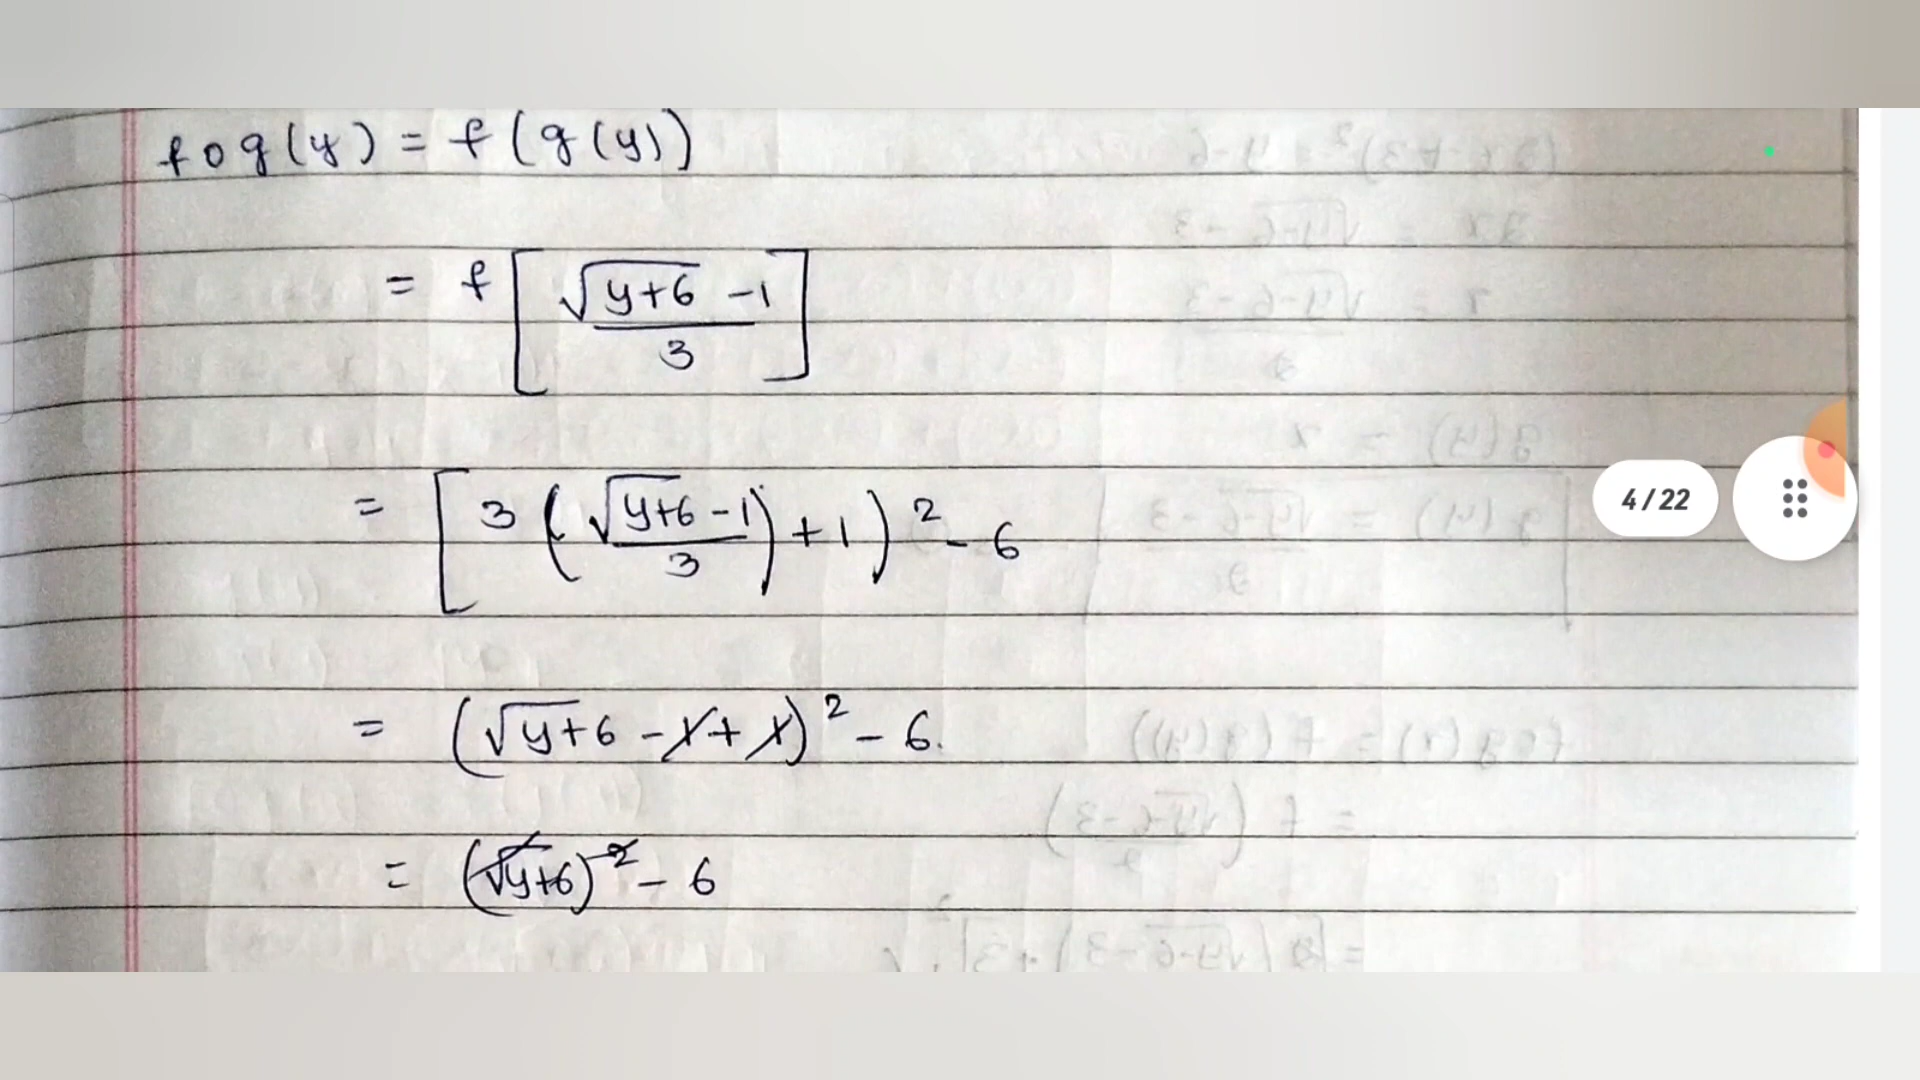 fog(y) = f(g(y))
= f[(√(y+6) - 1)/3]
= [3((√(y+6) - 1)/3) + 1)² - 6
4/22
= (√y+6 - 1 + 1)² - 6.
= (√y+6)² - 6